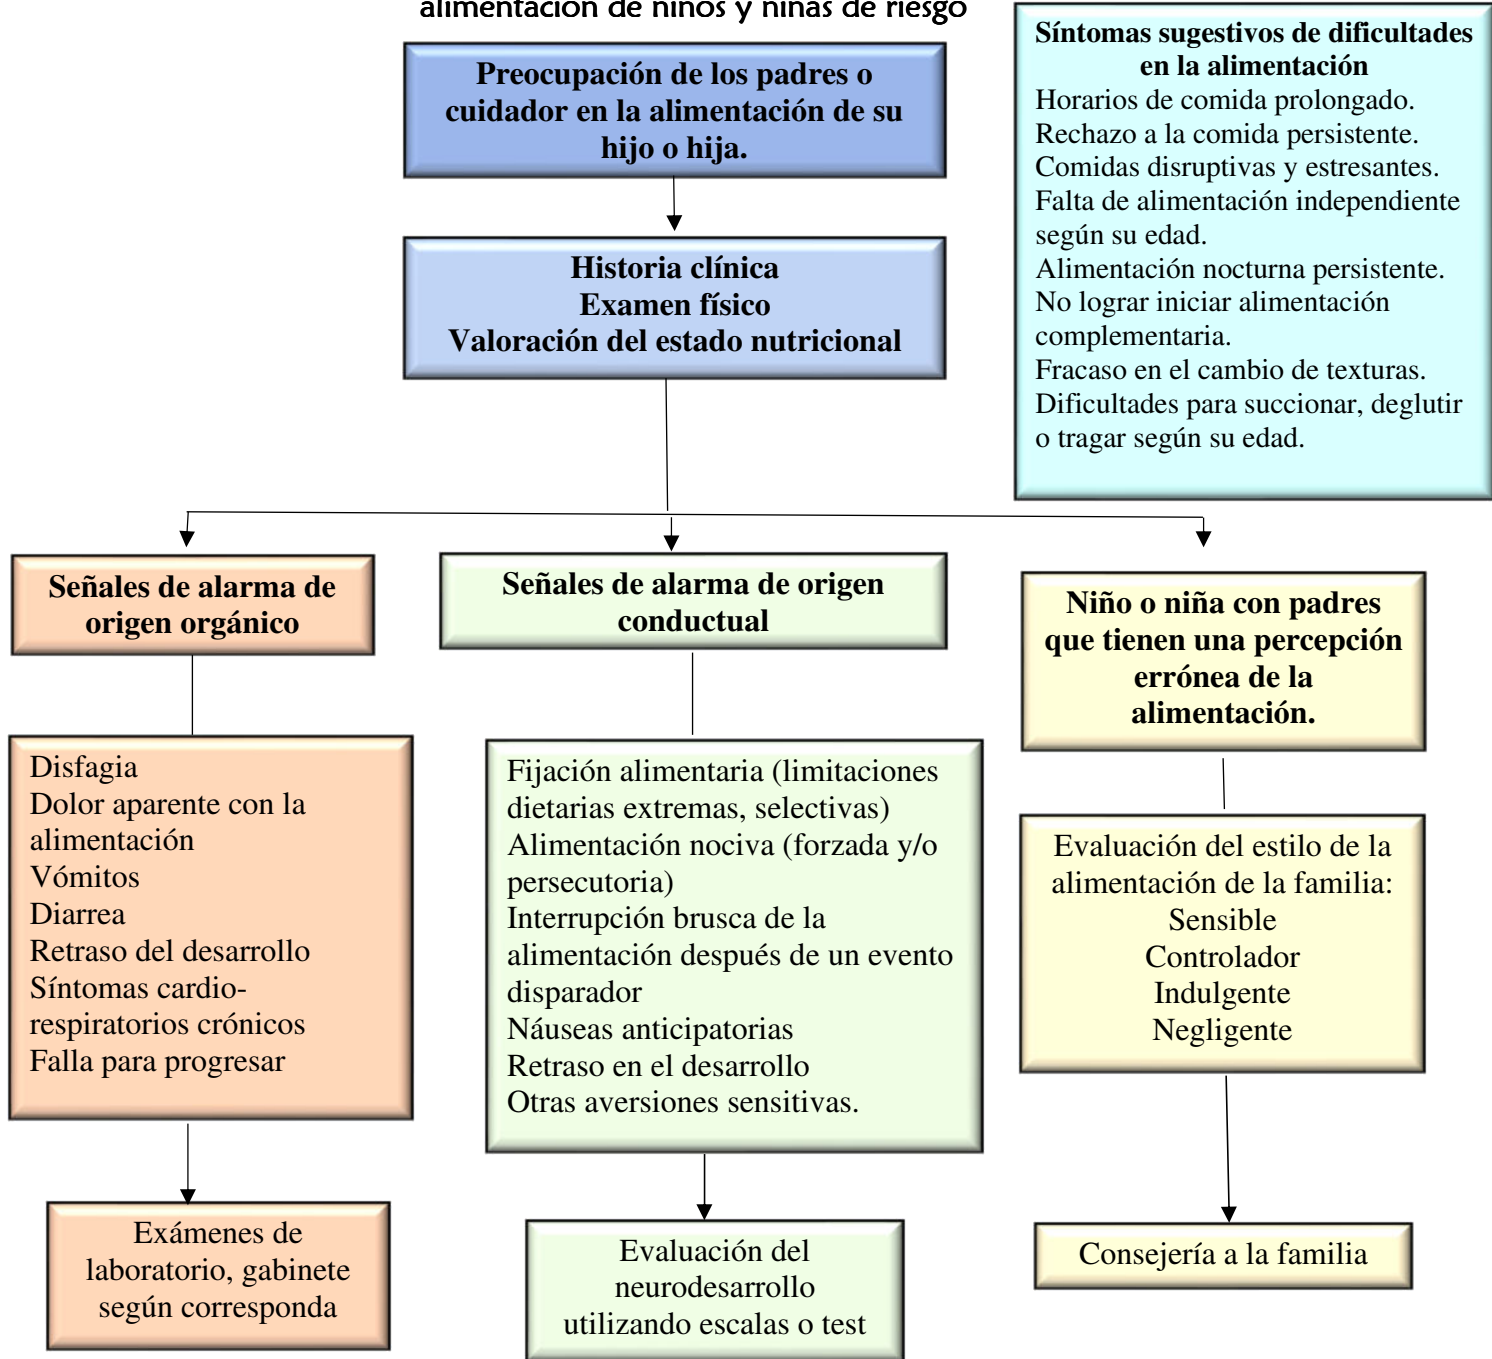 alimentación de niños y niñas de riesgo
Preocupación de los padres o
cuidador en la alimentación de su
hijo o hija.
Síntomas sugestivos de dificultades
en la alimentación
Horarios de comida prolongado.
Rechazo a la comida persistente.
Comidas disruptivas y estresantes.
Falta de alimentación independiente
según su edad.
Alimentación nocturna persistente.
No lograr iniciar alimentación
complementaria.
Fracaso en el cambio de texturas.
Dificultades para succionar, deglutir
o tragar según su edad.
Historia clínica
Examen físico
Valoración del estado nutricional
Señales de alarma de
origen orgánico
Disfagia
Dolor aparente con la
alimentación
Vómitos
Diarrea
Retraso del desarrollo
Síntomas cardio-
respiratorios crónicos
Falla para progresar
Exámenes de
laboratorio, gabinete
según corresponda
Señales de alarma de origen
conductual
Fijación alimentaria (limitaciones
dietarias extremas, selectivas)
Alimentación nociva (forzada y/o
persecutoria)
Interrupción brusca de la
alimentación después de un evento
disparador
Náuseas anticipatorias
Retraso en el desarrollo
Otras aversiones sensitivas.
Evaluación del
neurodesarrollo
utilizando escalas o test
Niño o niña con padres
que tienen una percepción
errónea de la
alimentación.
Evaluación del estilo de la
alimentación de la familia:
Sensible
Controlador
Indulgente
Negligente
Consejería a la familia